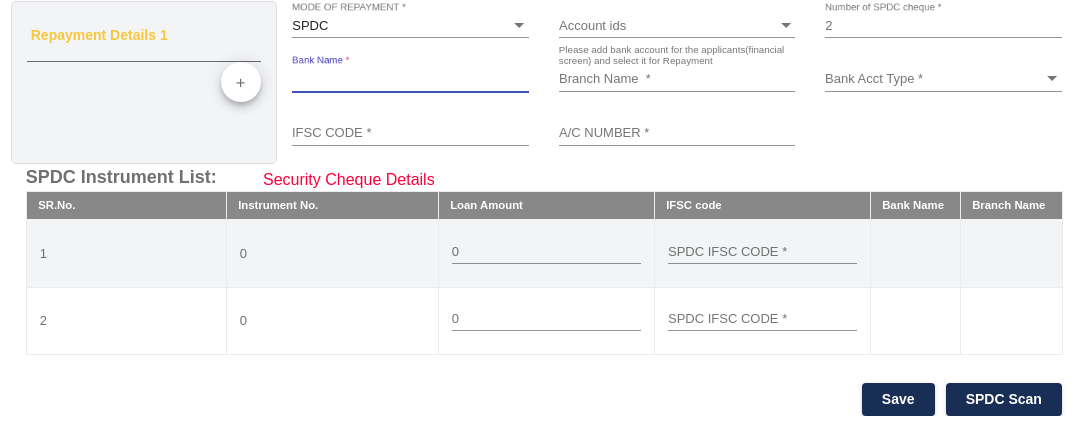 Repayment Details 1
+
MODE OF REPAYMENT *
SPDC
Account ids
Number of SPDC cheque *
2
Please add bank account for the applicants(financial
screen) and select it for Repayment
Bank Name *
Branch Name *
Bank Acct Type *
IFSC CODE *
A/C NUMBER *
SPDC Instrument List:
Security Cheque Details
SR.No. Instrument No. Loan Amount IFSC code Bank Name Branch Name
1 0 0 SPDC IFSC CODE *
2 0 0 SPDC IFSC CODE *
Save
SPDC Scan